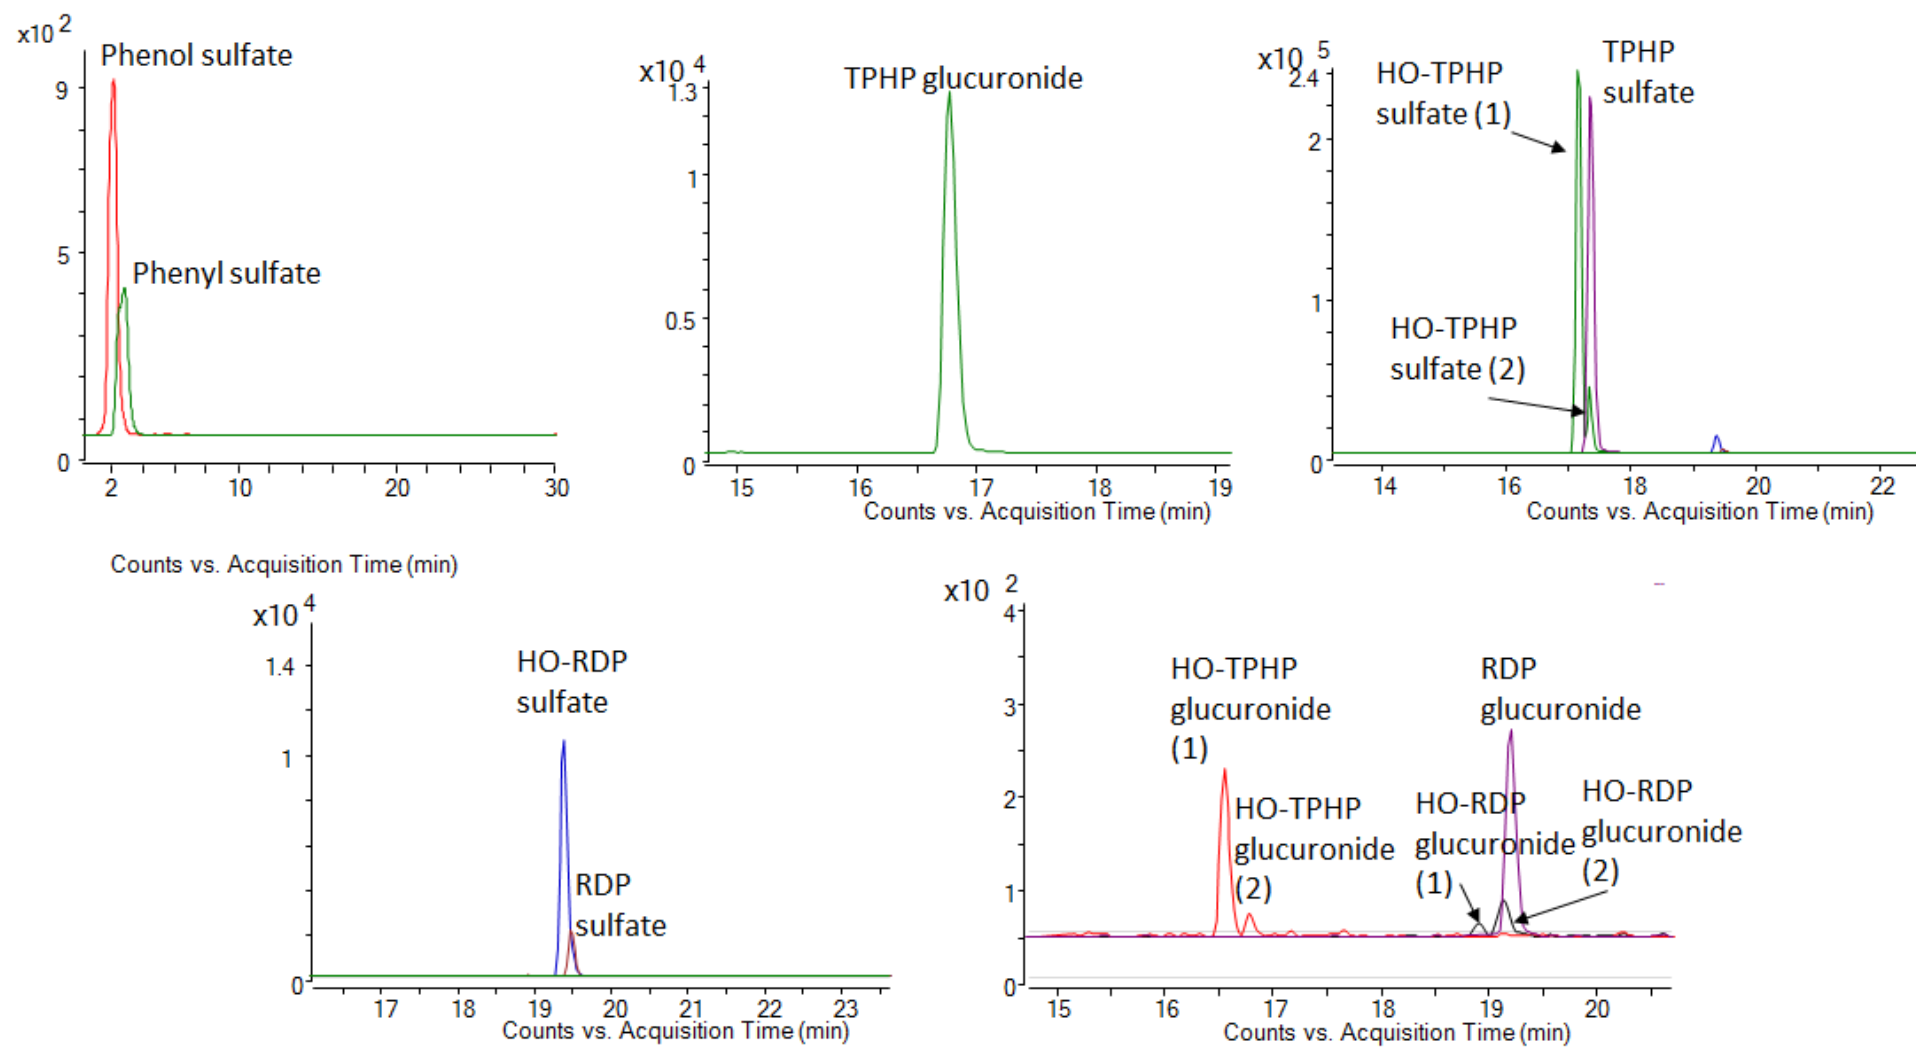 x10 2
Phenol sulfate
9
Phenyl sulfate
5
0
2 10 20 30
Counts vs. Acquisition Time (min)
x10 4
1.3
TPHP glucuronide
1
0.5
0
15 16 17 18 19
Counts vs. Acquisition Time (min)
x10 5
2.4
HO-TPHP
sulfate (1)
TPHP
sulfate
2
1
HO-TPHP
sulfate (2)
0
14 16 18 20 22
Counts vs. Acquisition Time (min)
x10 4
1.4
HO-RDP
sulfate
1
RDP
sulfate
0
17 18 19 20 21 22 23
Counts vs. Acquisition Time (min)
x10 2
4
HO-TPHP
glucuronide
(1)
RDP
glucuronide
3
2
HO-TPHP
glucuronide
(2)
HO-RDP
glucuronide
(1)
HO-RDP
glucuronide
(2)
1
0
15 16 17 18 19 20
Counts vs. Acquisition Time (min)